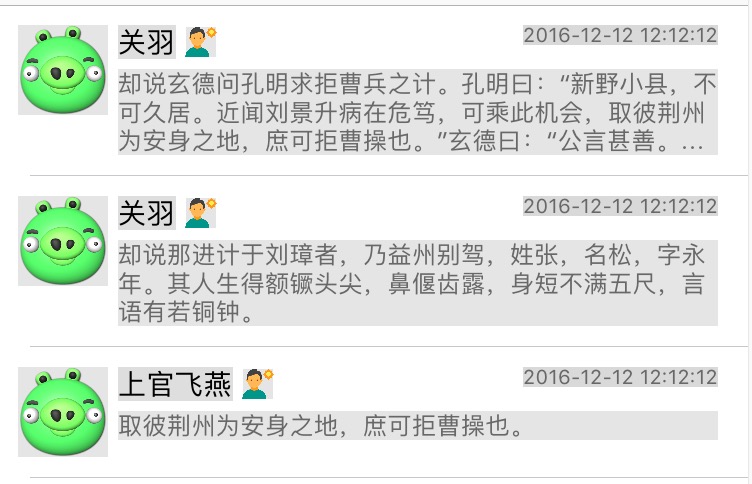 关羽 2016-12-12 12:12:12
却说玄德问孔明求拒曹兵之计。孔明曰：“新野小县，不
可久居。近闻刘景升病在危笃，可乘此机会，取彼荆州
为安身之地，庶可拒曹操也。”玄德曰：“公言甚善。...
关羽 2016-12-12 12:12:12
却说那进计于刘璋者，乃益州别驾，姓张，名松，字永
年。其人生得额镢头尖，鼻偃齿露，身短不满五尺，言
语有若铜钟。
上官飞燕 2016-12-12 12:12:12
取彼荆州为安身之地，庶可拒曹操也。